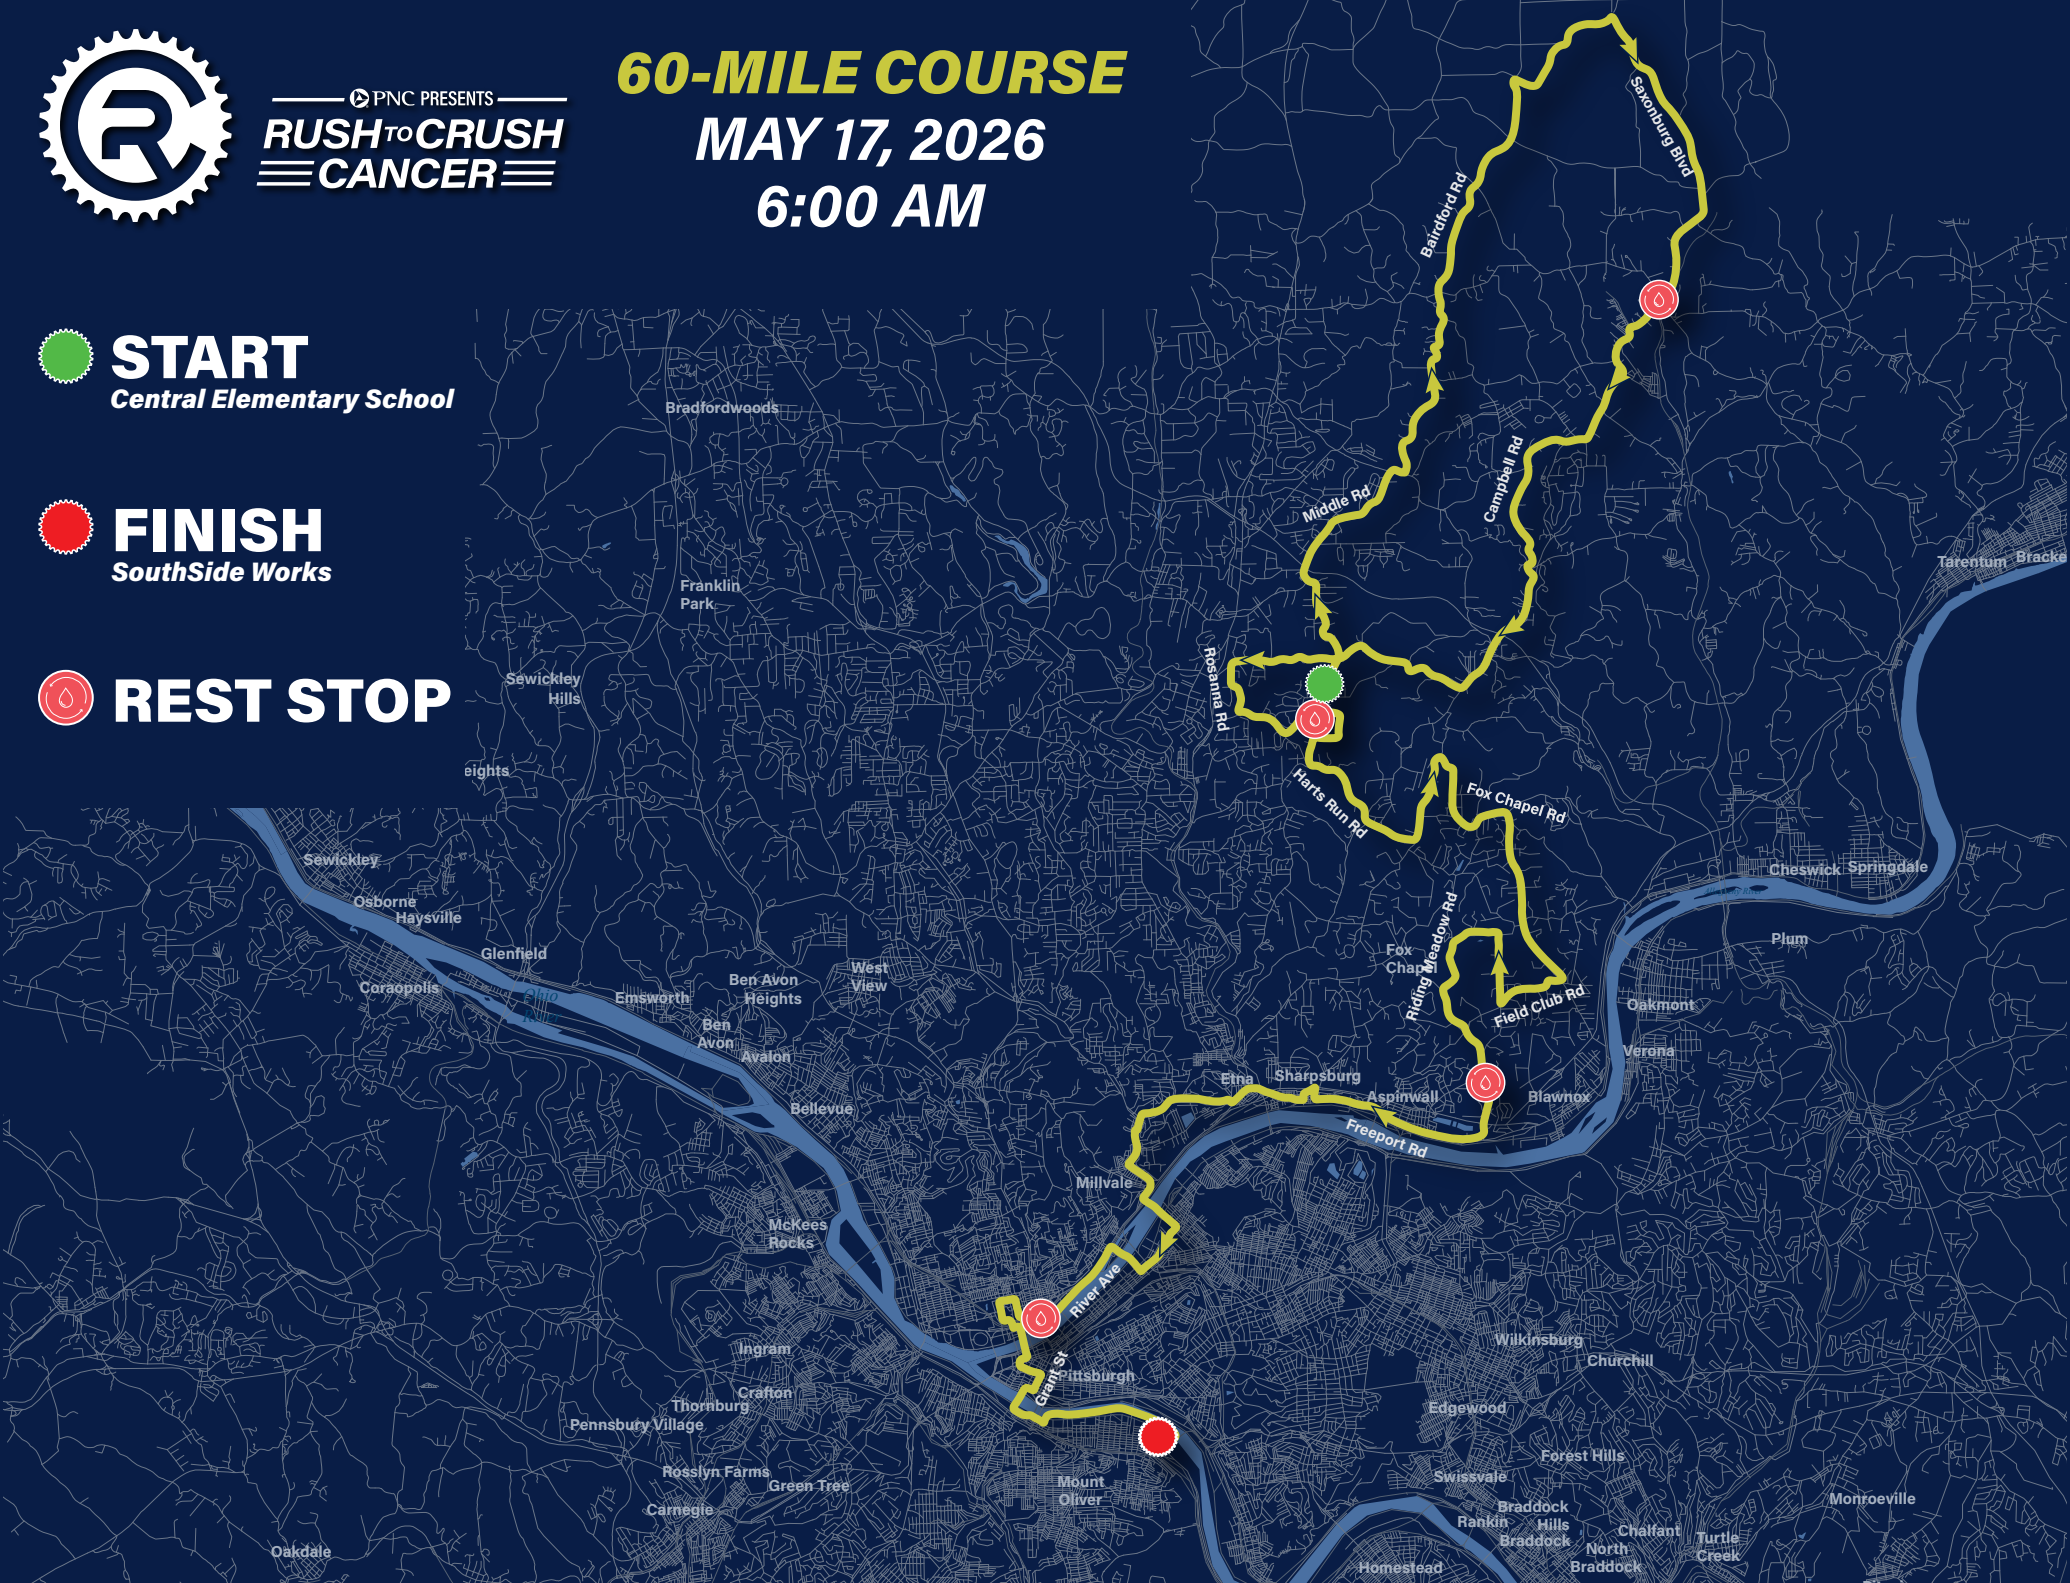 PNC PRESENTS
RUSH TO CRUSH
CANCER
60-MILE COURSE
MAY 17, 2026
6:00 AM
START
Central Elementary School
FINISH
SouthSide Works
REST STOP
Saxonburg Blvd
Bairdford Rd
Campbell Rd
Middle Rd
Rosanna Rd
Harts Run Rd
Fox Chapel Rd
Riding Meadow Rd
Field Club Rd
Freeport Rd
River Ave
Grant St
Bradfordwoods
Franklin
Park
Sewickley
Hills
eights
Tarentum
Bracke
Sewickley
Osborne
Haysville
Glenfield
Coraopolis
Ohio
River
Emsworth
Ben Avon
Heights
West
View
Ben
Avon
Avalon
Bellevue
Fox
Chapel
Cheswick
Springdale
Plum
Oakmont
Verona
Blawnox
Etna
Sharpsburg
Aspinwall
Millvale
McKees
Rocks
Ingram
Crafton
Thornburg
Pennsbury Village
Rosslyn Farms
Green Tree
Carnegie
Oakdale
Pittsburgh
Mount
Oliver
Wilkinsburg
Churchill
Edgewood
Forest Hills
Swissvale
Braddock
Hills
Rankin
Braddock
Chalfant
North
Braddock
Turtle
Creek
Monroeville
Homestead